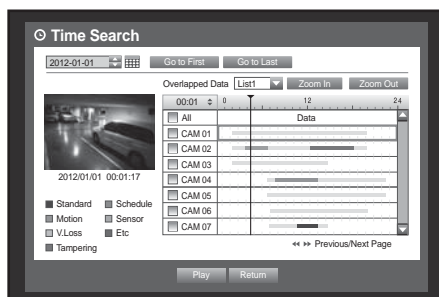 Time Search
2012-01-01 Go to First Go to Last
Overlapped Data List1 Zoom In Zoom Out
00:01 0 12 24
All Data
CAM 01
CAM 02
CAM 03
CAM 04
CAM 05
CAM 06
CAM 07
2012/01/01 00:01:17
Standard Schedule
Motion Sensor
V.Loss Etc
Tampering
Previous/Next Page
Play Return